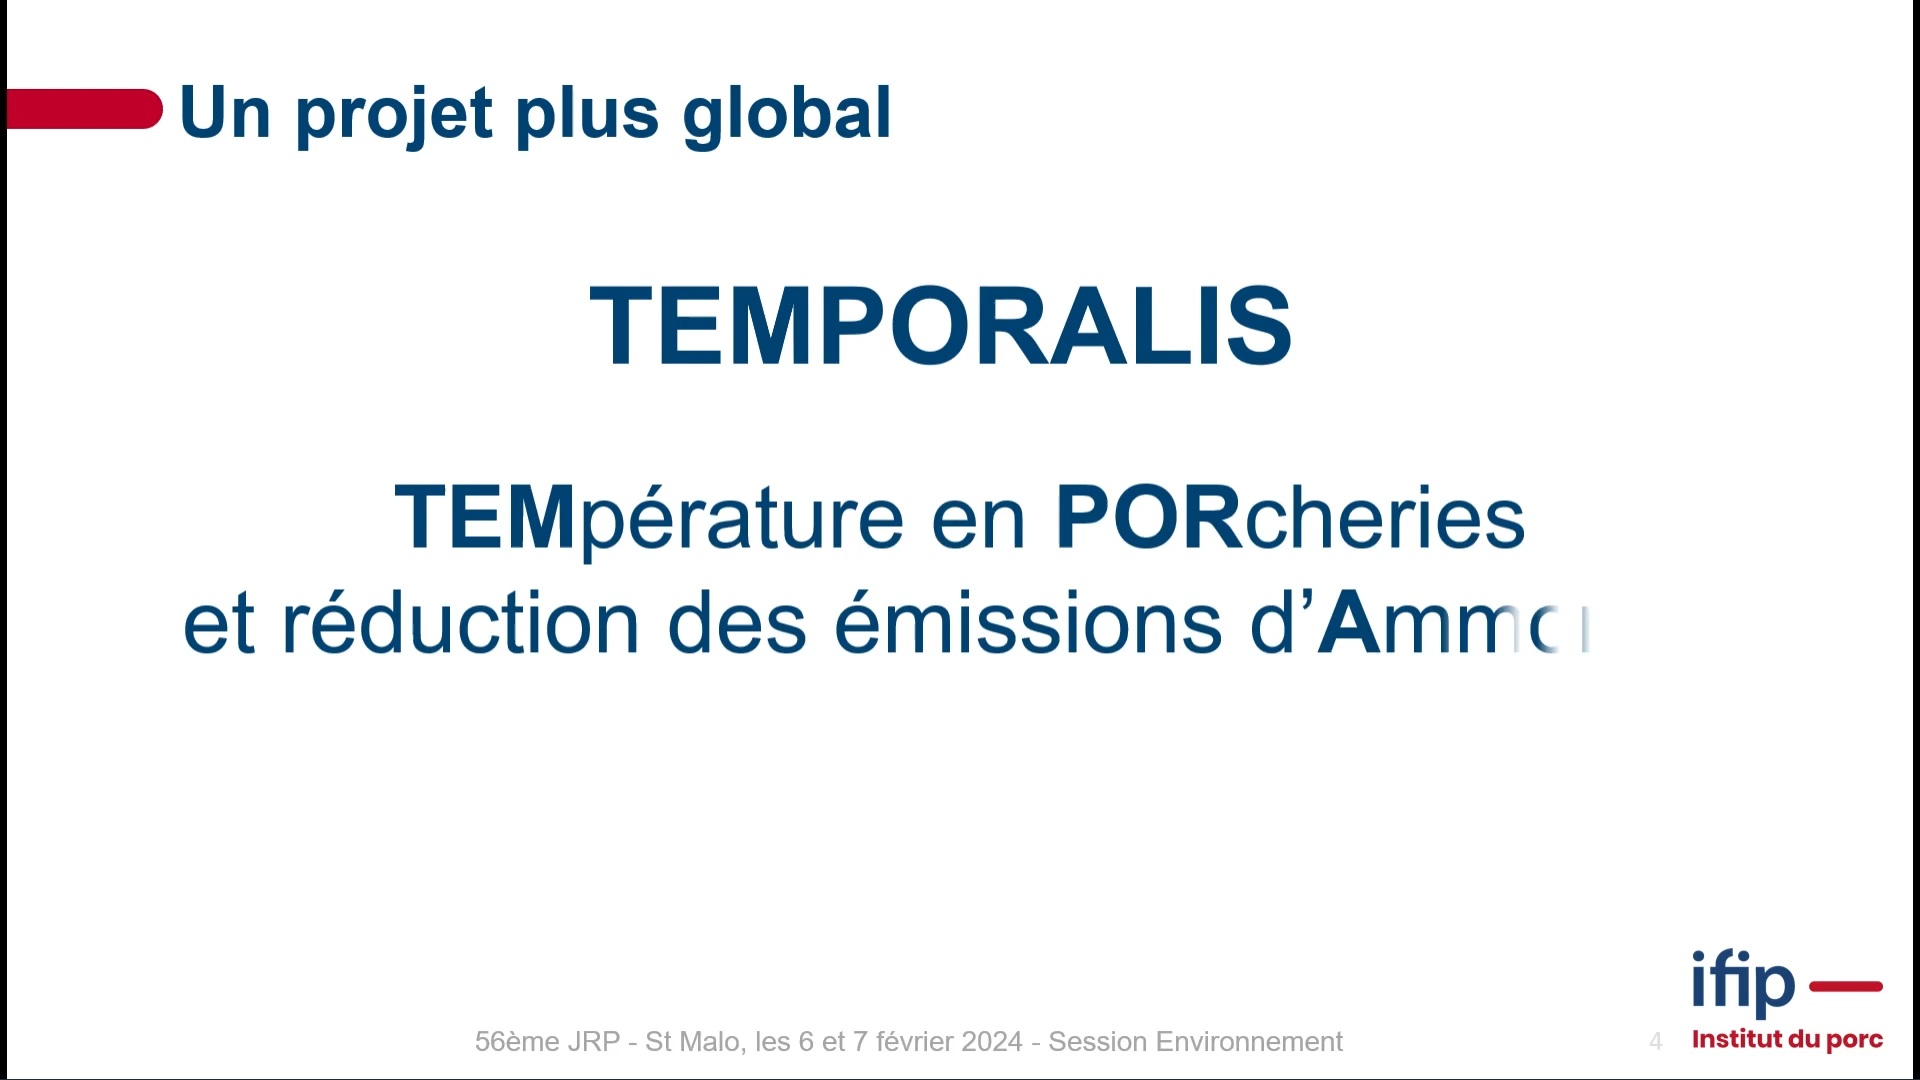 Un projet plus global
TEMPORALIS
TEMpérature en PORcheries
et réduction des émissions d’Ammo
ifip
56ème JRP - St Malo, les 6 et 7 février 2024 - Session Environnement
4
Institut du porc